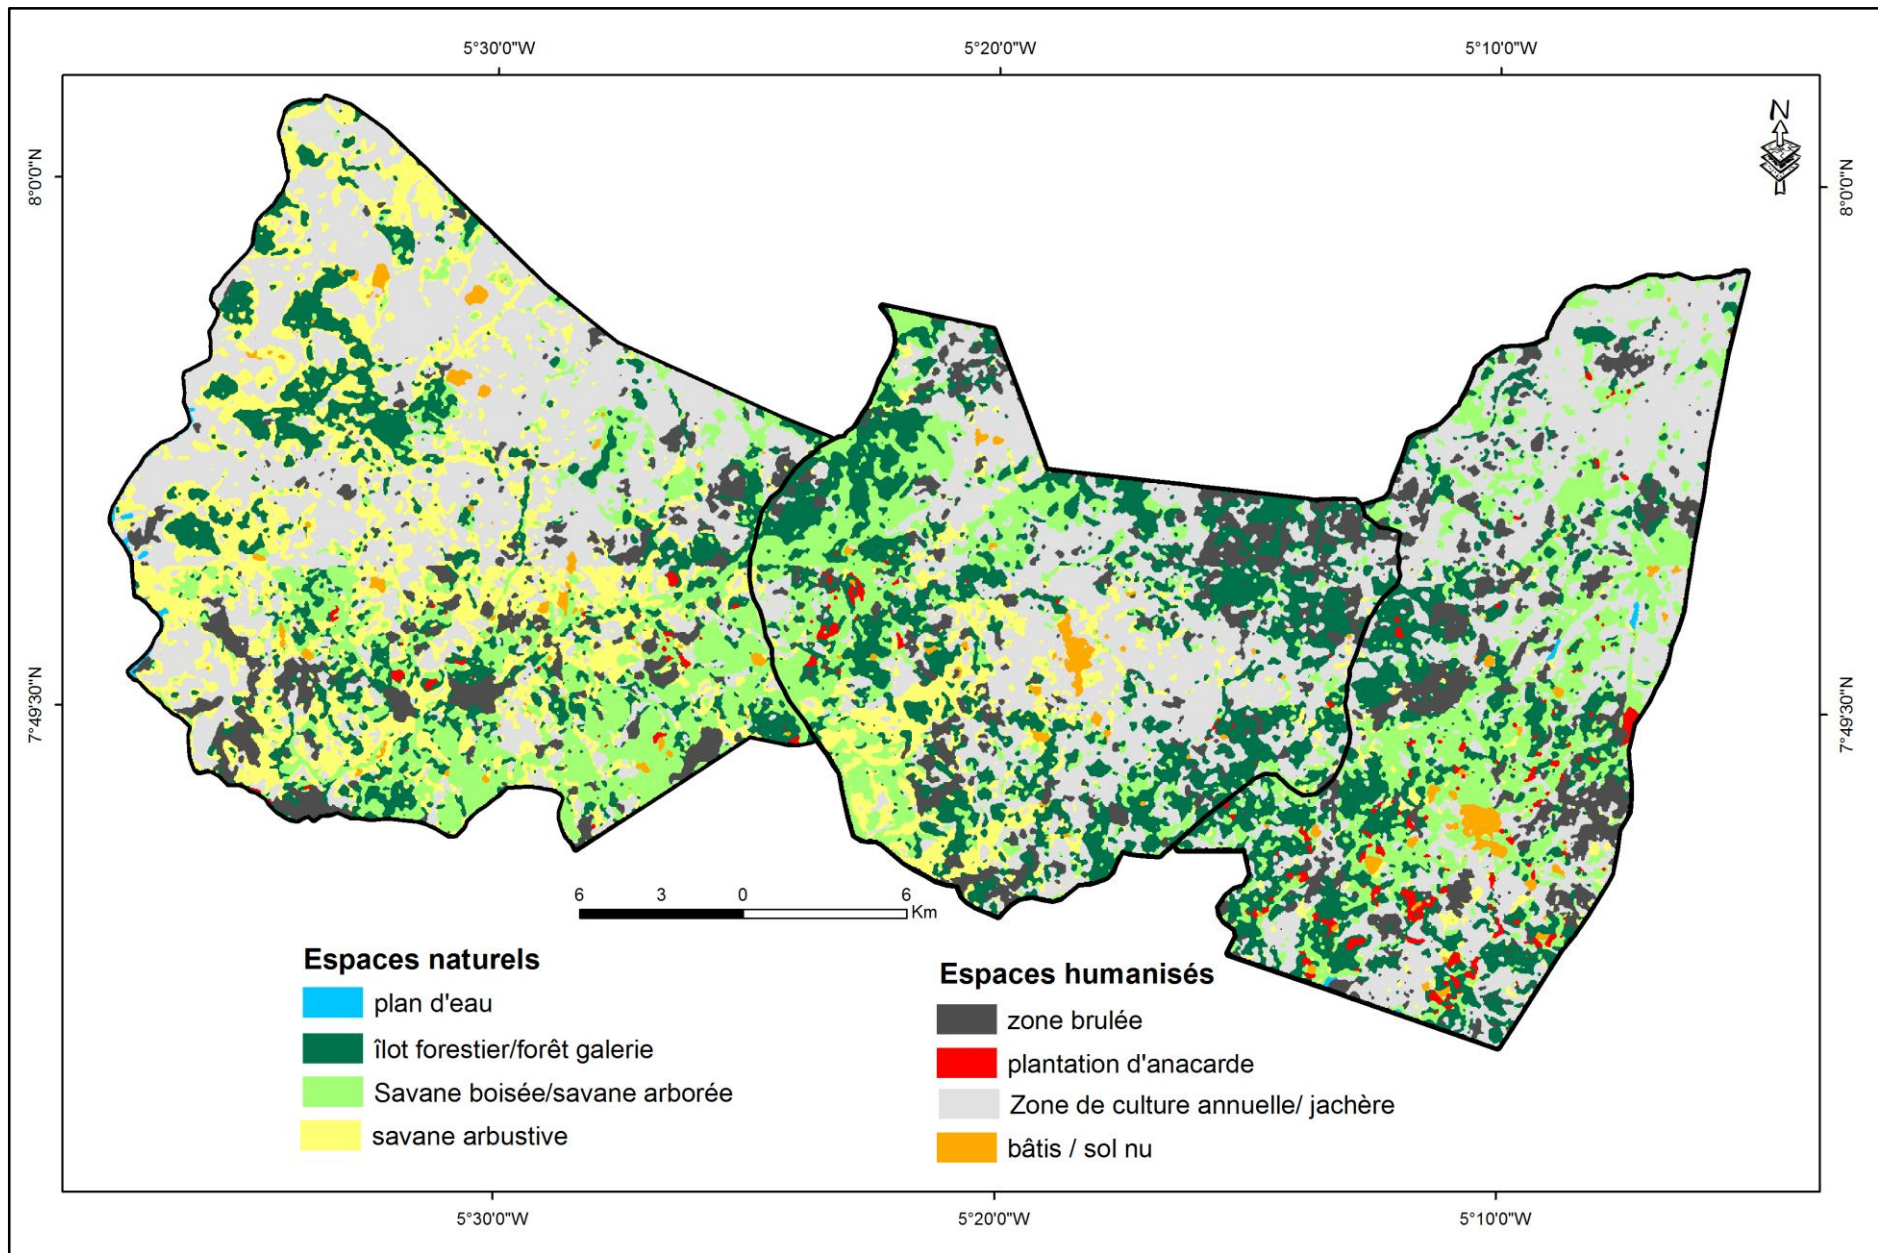 5°30'0"W
5°20'0"W
5°10'0"W
N
8°0'0"N
8°0'0"N
7°49'30"N
7°49'30"N
6 3 0 6
Km
Espaces naturels
plan d'eau
îlot forestier/forêt galerie
Savane boisée/savane arborée
savane arbustive
Espaces humanisés
zone brulée
plantation d'anacarde
Zone de culture annuelle/ jachère
bâtis / sol nu
5°30'0"W
5°20'0"W
5°10'0"W